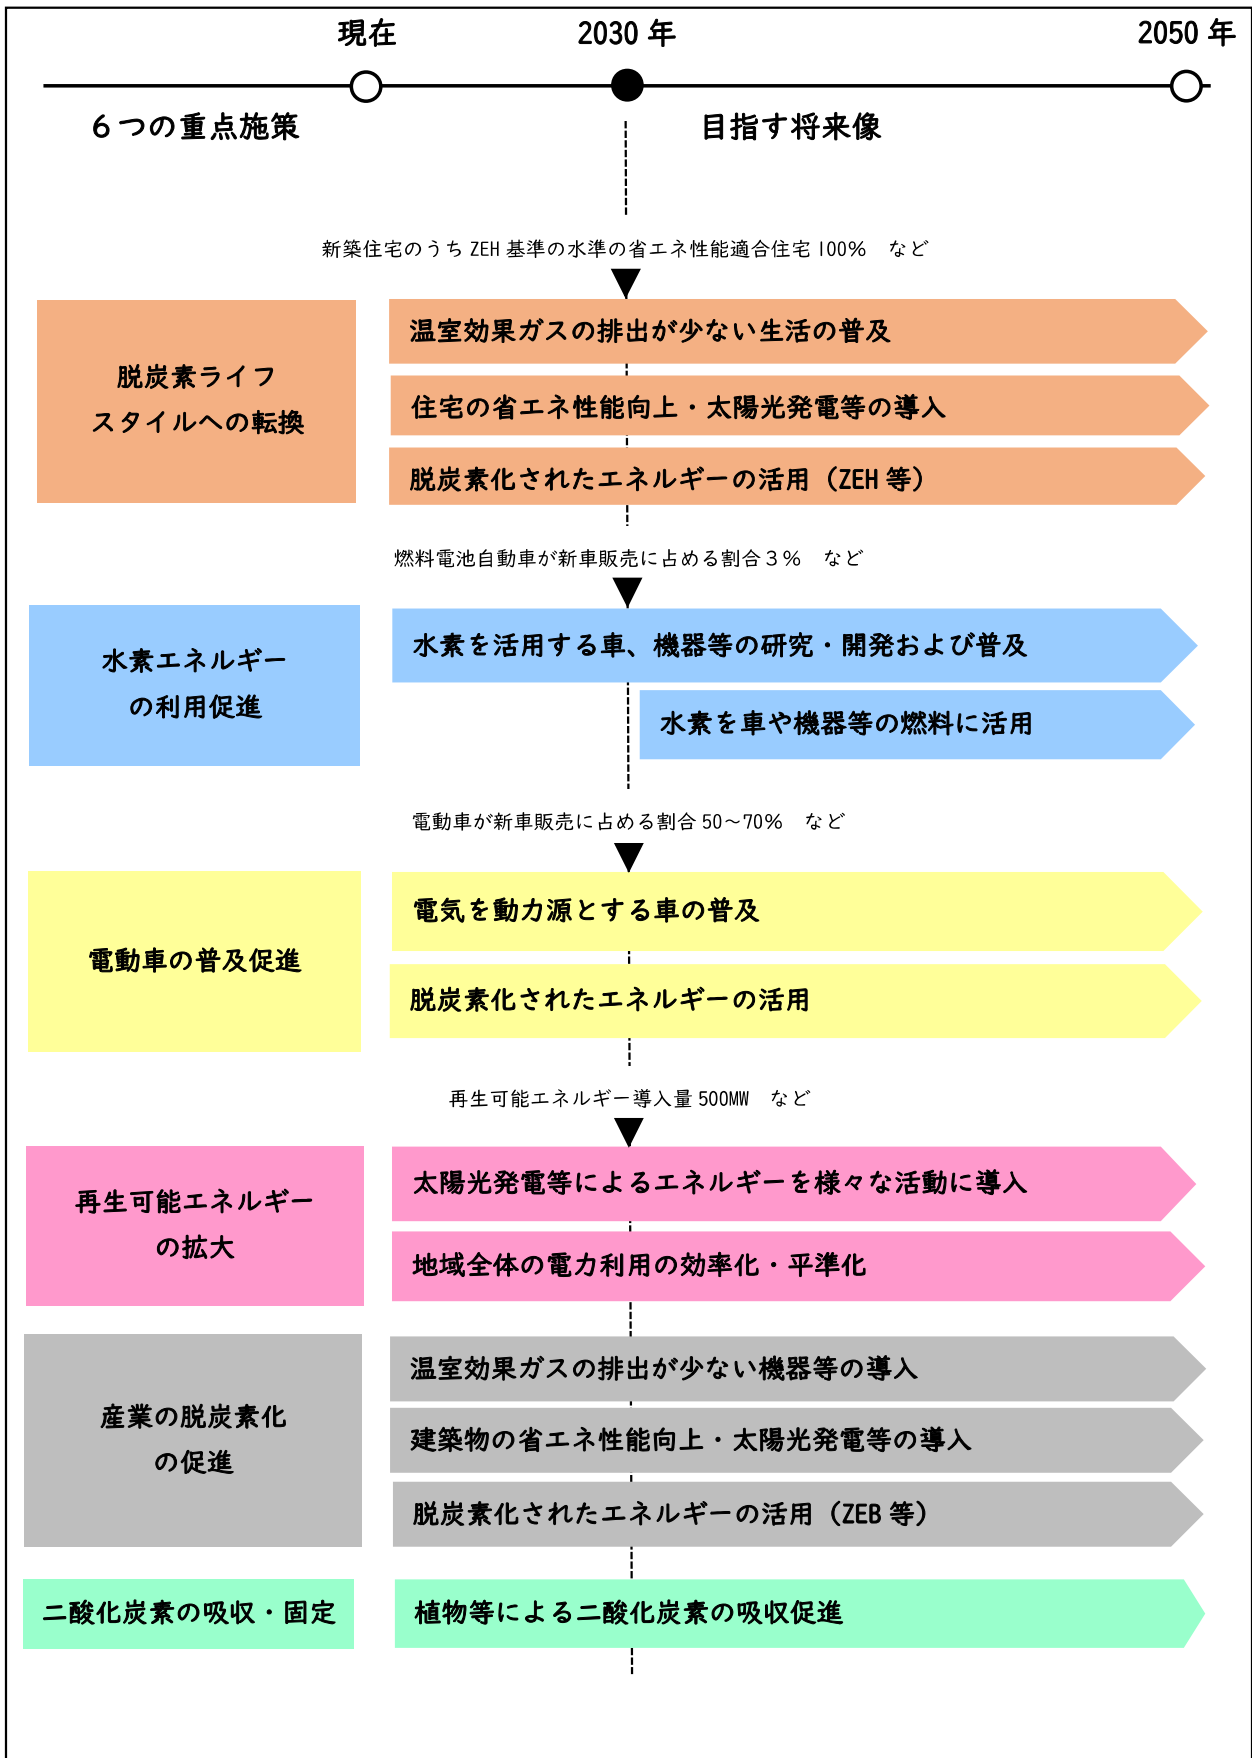 現在
2030 年
2050 年
6 つの重点施策
目指す将来像
新築住宅のうち ZEH 基準の水準の省エネ性能適合住宅 100%　など
脱炭素ライフ
スタイルへの転換
温室効果ガスの排出が少ない生活の普及
住宅の省エネ性能向上・太陽光発電等の導入
脱炭素化されたエネルギーの活用（ZEH 等）
燃料電池自動車が新車販売に占める割合３%　など
水素エネルギー
の利用促進
水素を活用する車、機器等の研究・開発および普及
水素を車や機器等の燃料に活用
電動車が新車販売に占める割合 50～70%　など
電動車の普及促進
電気を動力源とする車の普及
脱炭素化されたエネルギーの活用
再生可能エネルギー導入量 500MW　など
再生可能エネルギー
の拡大
太陽光発電等によるエネルギーを様々な活動に導入
地域全体の電力利用の効率化・平準化
産業の脱炭素化
の促進
温室効果ガスの排出が少ない機器等の導入
建築物の省エネ性能向上・太陽光発電等の導入
脱炭素化されたエネルギーの活用（ZEB 等）
二酸化炭素の吸収・固定
植物等による二酸化炭素の吸収促進